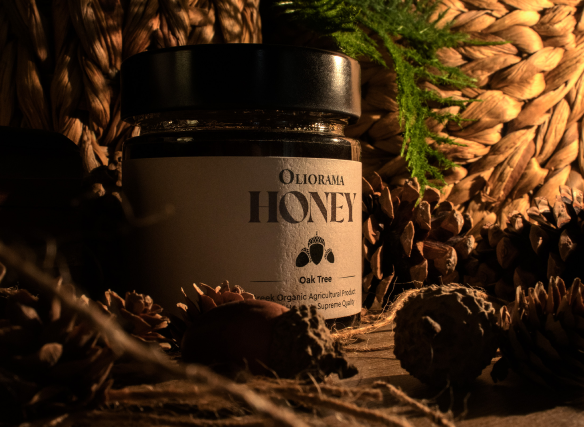 OLIORAMA
HONEY
Oak Tree
Organic Agricultural Product
Supreme Quality